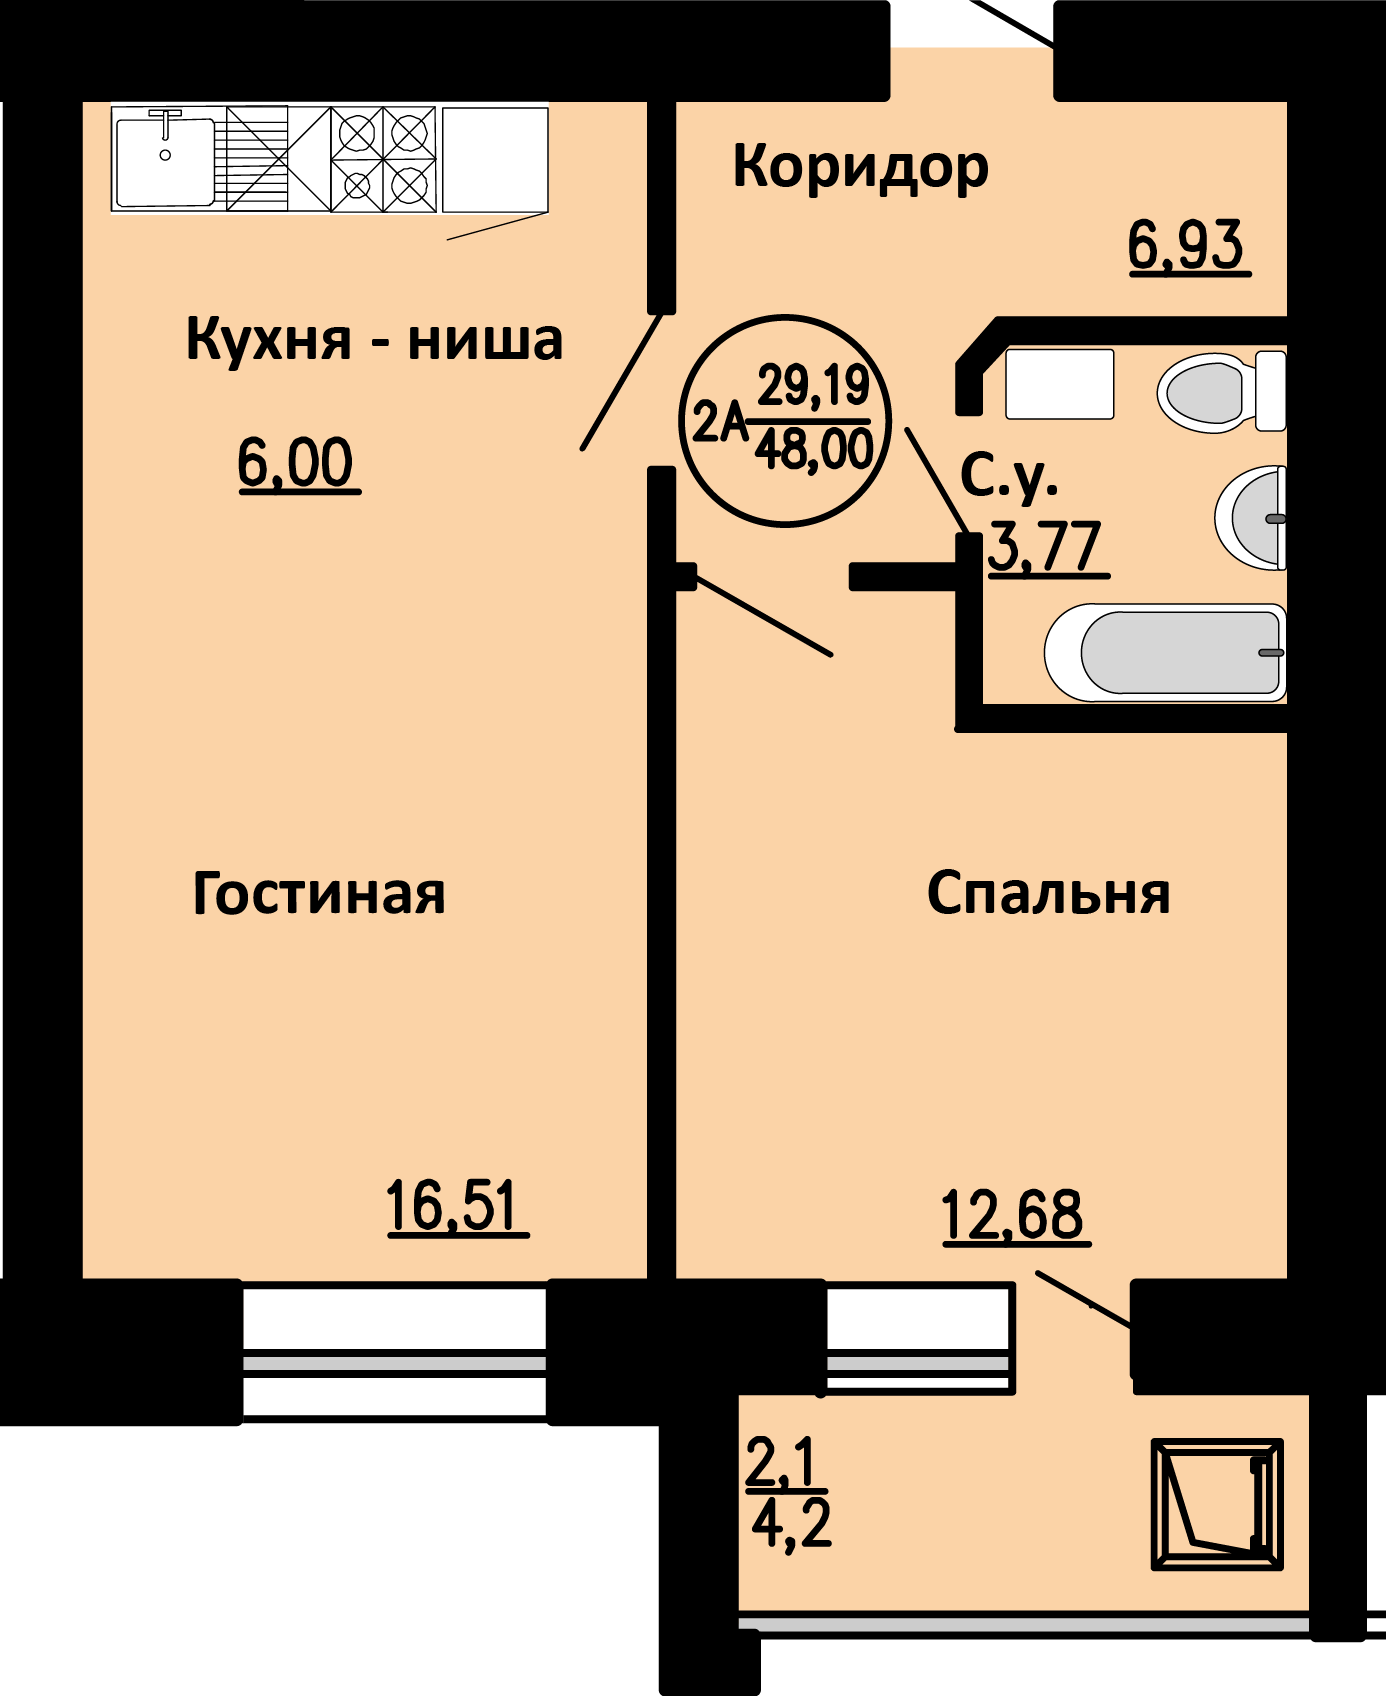 Коридор
6,93
Кухня - ниша
6,00
2А 29,19
48,00
С.у.
3,77
Гостиная
16,51
Спальня
12,68
2,1
4,2